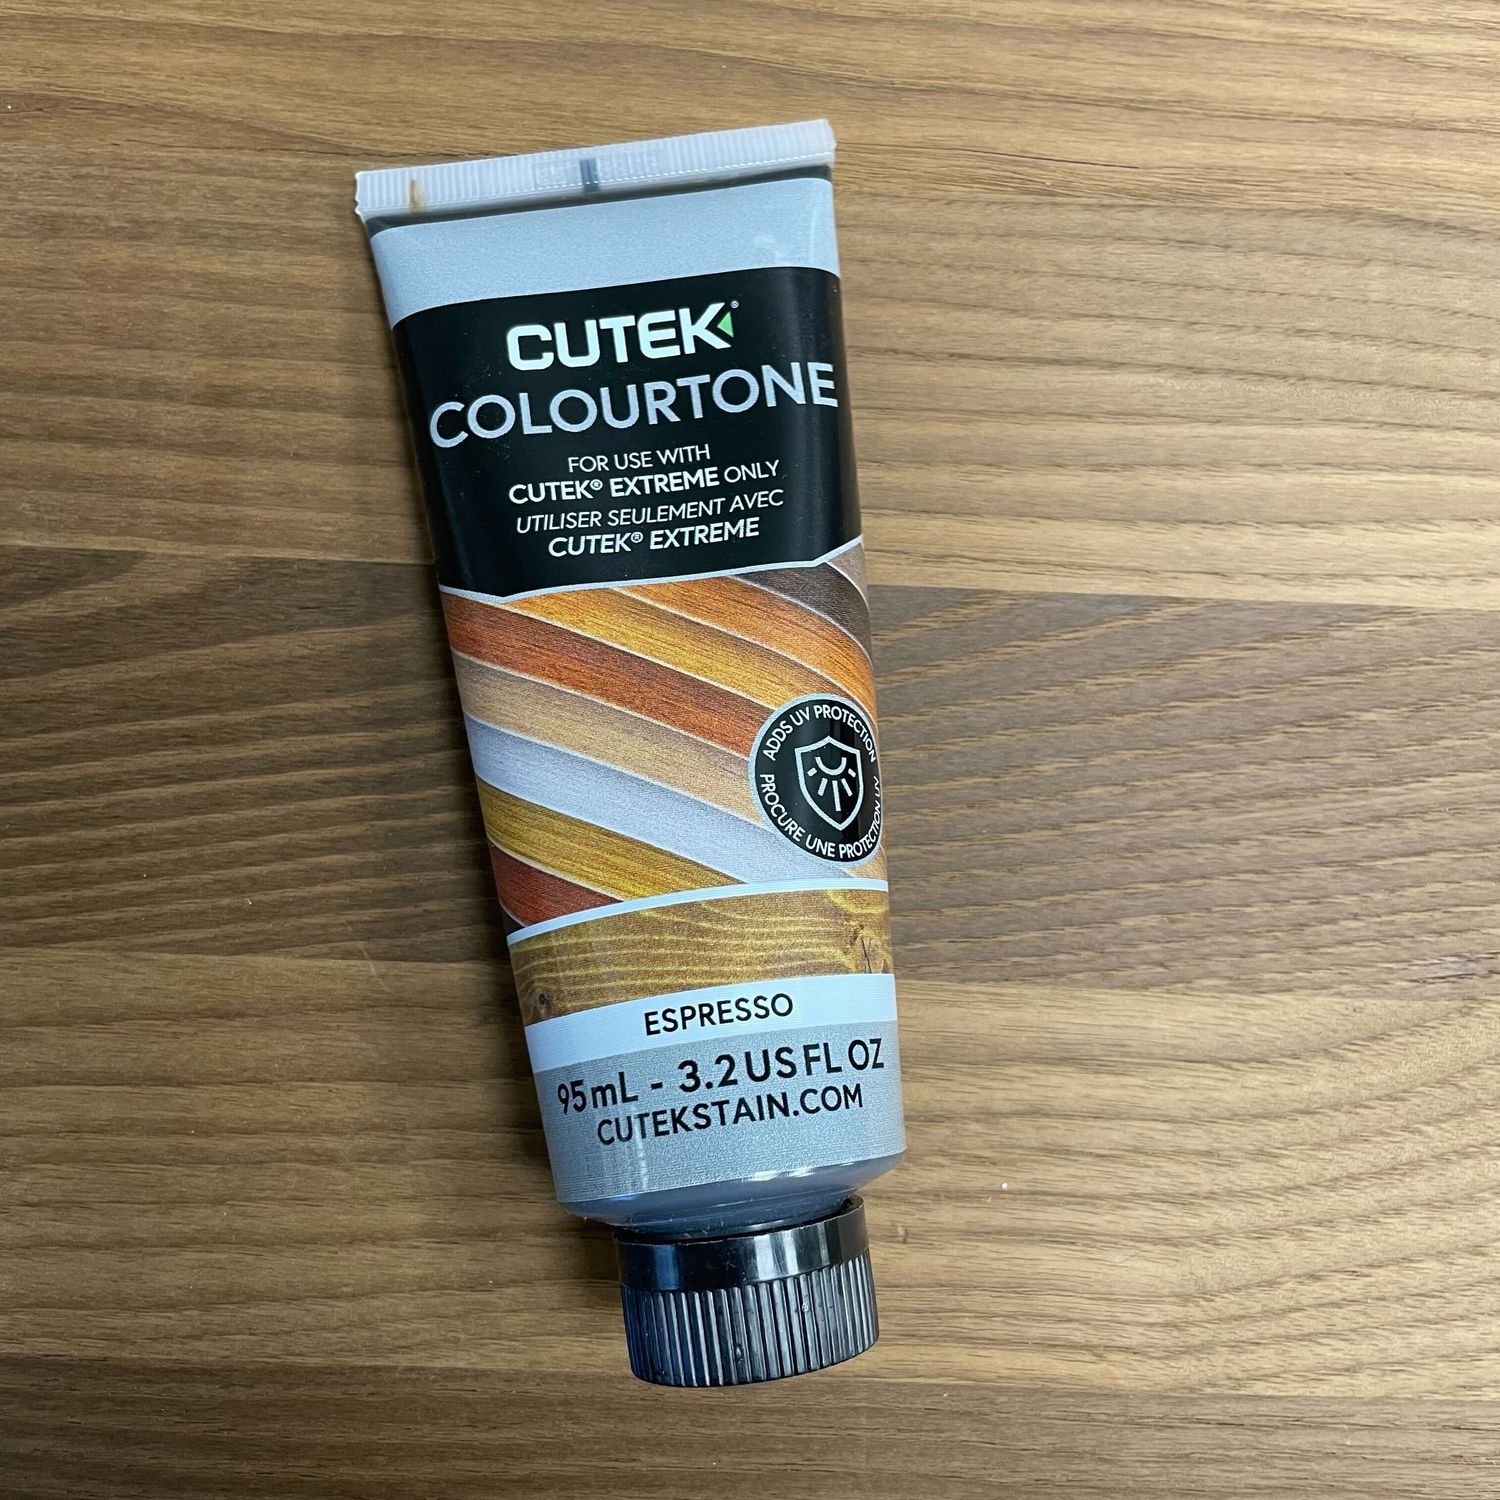 CUTEK®
COLOURTONE
FOR USE WITH
CUTEK® EXTREME ONLY
UTILISER SEULEMENT AVEC
CUTEK® EXTREME
ADDS UV PROTECTION
PROCURE UNE PROTECTION UV
ESPRESSO
95mL - 3.2 US FL OZ
CUTEKSTAIN.COM